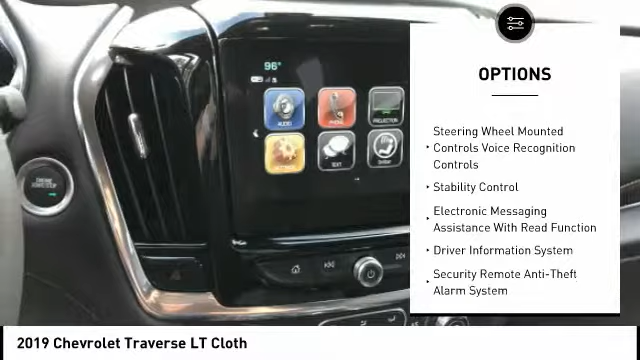 96°
AUDIO
PHONE
PROJECTION
TEXT
OPTIONS
Steering Wheel Mounted
• Controls Voice Recognition
Controls
• Stability Control
• Electronic Messaging
Assistance With Read Function
• Driver Information System
• Security Remote Anti-Theft
Alarm System
ENGINE
START/STOP
2019 Chevrolet Traverse LT Cloth